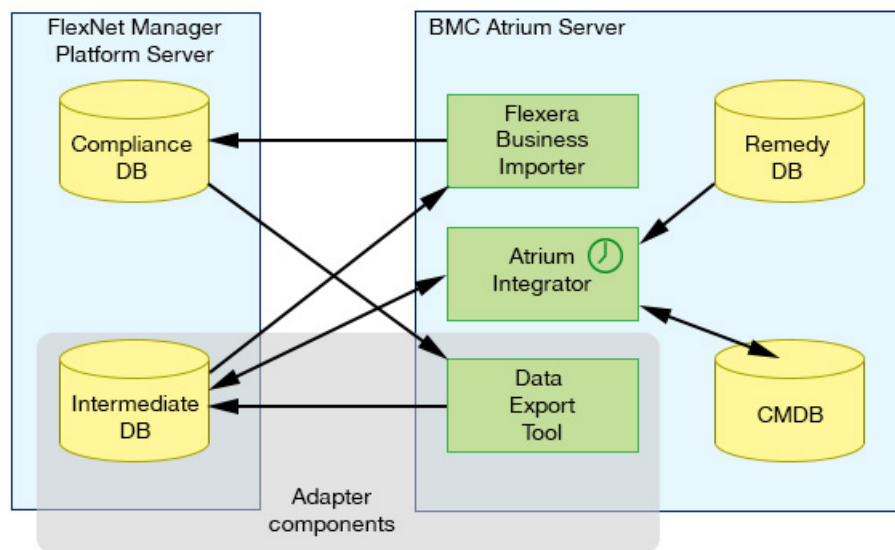 FlexNet Manager
Platform Server
BMC Atrium Server
Compliance
DB
Flexera
Business
Importer
Remedy
DB
Atrium
Integrator
Intermediate
DB
Data
Export
Tool
CMDB
Adapter
components